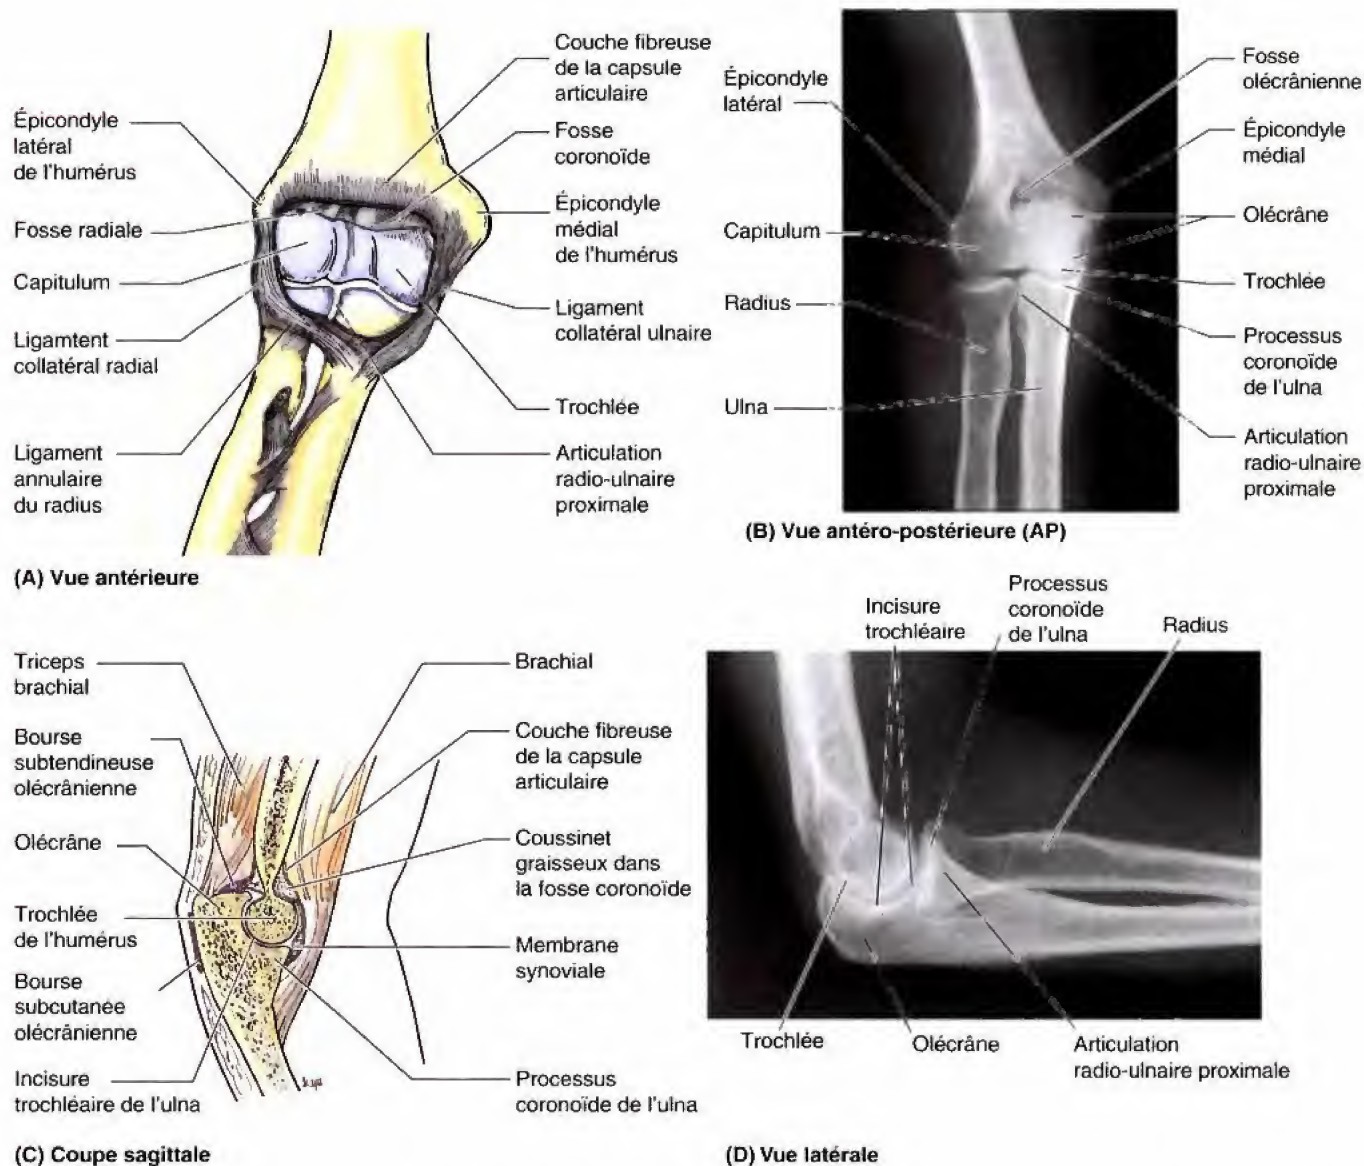 Épicondyle
latéral
de l'humérus
Fosse radiale
Capitulum
Ligamtent
collatéral radial
Ligament
annulaire
du radius
Couche fibreuse
de la capsule
articulaire
Fosse
coronoïde
Épicondyle
médial
de l'humérus
Ligament
collatéral ulnaire
Trochlée
Articulation
radio-ulnaire
proximale
(A) Vue antérieure
Épicondyle
latéral
Capitulum
Radius
Ulna
Fosse
olécrânienne
Épicondyle
médial
Olécrâne
Trochlée
Processus
coronoïde
de l'ulna
Articulation
radio-ulnaire
proximale
(B) Vue antéro-postérieure (AP)
Triceps
brachial
Bourse
subtendineuse
olécrânienne
Olécrâne
Trochlée
de l'humérus
Bourse
subcutanée
olécrânienne
Incisure
trochléaire de l'ulna
Brachial
Couche fibreuse
de la capsule
articulaire
Coussinet
graisseux dans
la fosse coronoïde
Membrane
synoviale
Processus
coronoïde de l'ulna
(C) Coupe sagittale
Incisure
trochléaire
Processus
coronoïde
de l'ulna
Radius
Trochlée
Olécrâne
Articulation
radio-ulnaire proximale
(D) Vue latérale